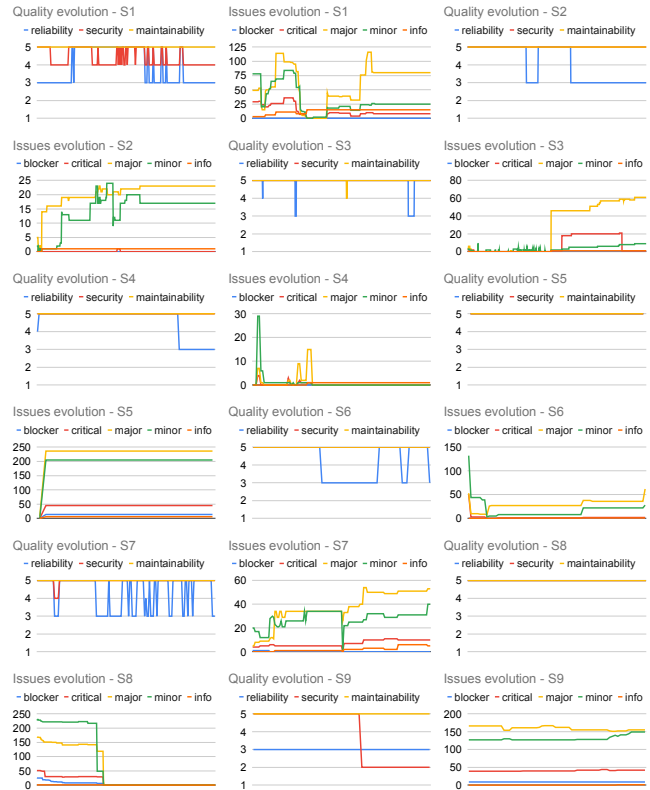 Quality evolution - S1
reliability security maintainability
5
4
3
2
1
Issues evolution - S1
blocker critical major minor info
125
100
75
50
25
0
Quality evolution - S2
reliability security maintainability
5
4
3
2
1
Issues evolution - S2
blocker critical major minor info
25
20
15
10
5
0
Quality evolution - S3
reliability security maintainability
5
4
3
2
1
Issues evolution - S3
blocker critical major minor info
80
60
40
20
0
Quality evolution - S4
reliability security maintainability
5
4
3
2
1
Issues evolution - S4
blocker critical major minor info
30
20
10
0
Quality evolution - S5
reliability security maintainability
5
4
3
2
1
Issues evolution - S5
blocker critical major minor info
250
200
150
100
50
0
Quality evolution - S6
reliability security maintainability
5
4
3
2
1
Issues evolution - S6
blocker critical major minor info
150
100
50
0
Quality evolution - S7
reliability security maintainability
5
4
3
2
1
Issues evolution - S7
blocker critical major minor info
60
40
20
0
Quality evolution - S8
reliability security maintainability
5
4
3
2
1
Issues evolution - S8
blocker critical major minor info
250
200
150
100
50
0
Quality evolution - S9
reliability security maintainability
5
4
3
2
1
Issues evolution - S9
blocker critical major minor info
200
150
100
50
0